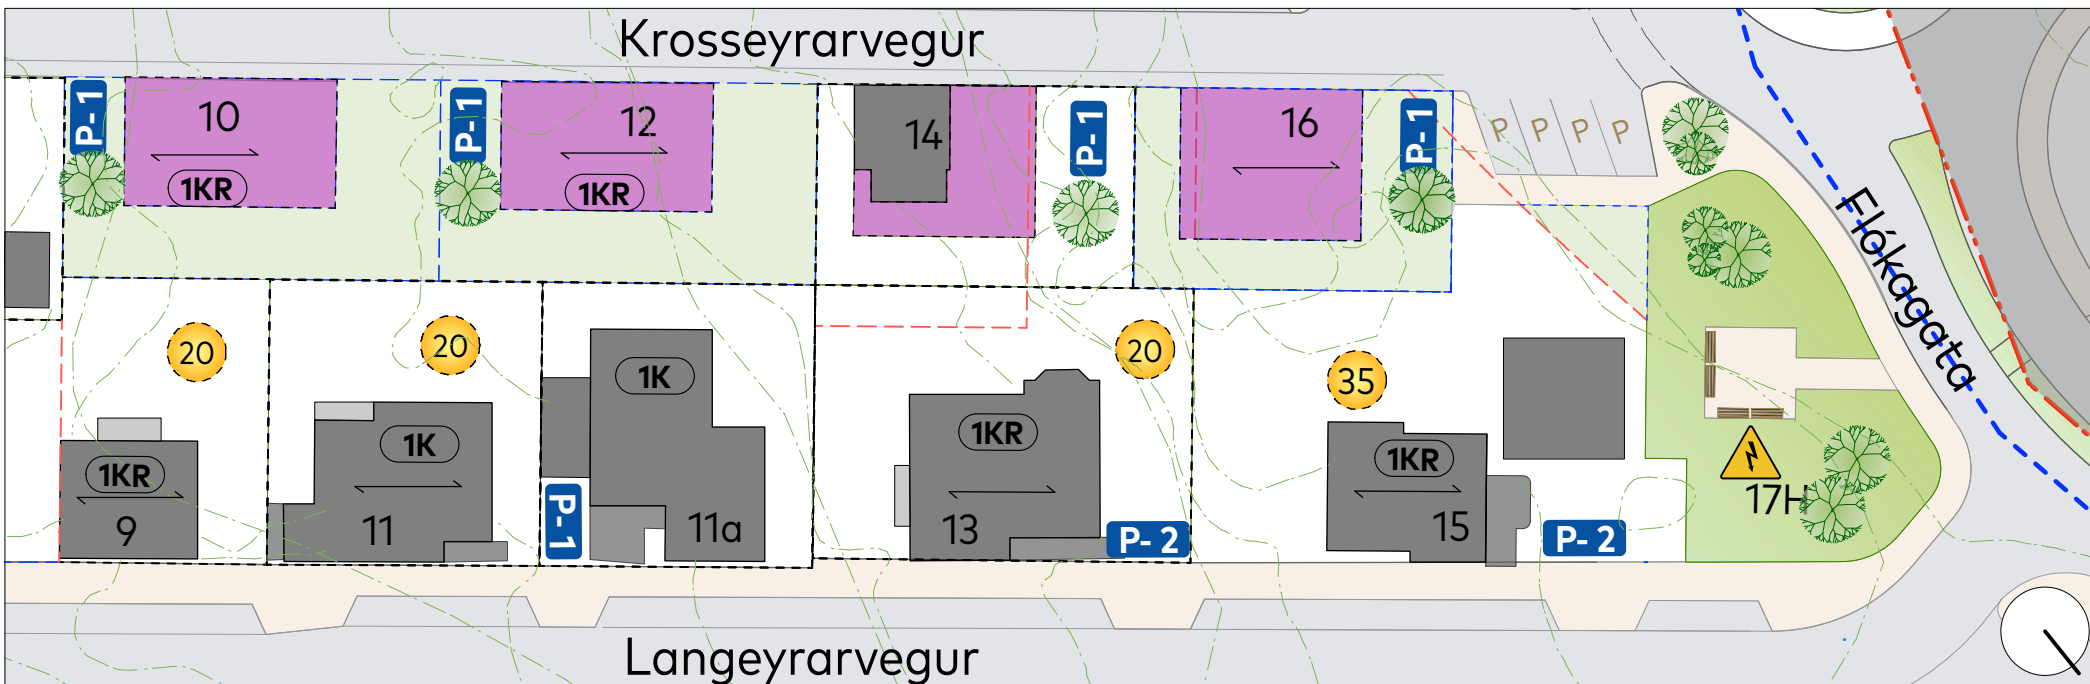 Krosseyrarvegur
P-1
10
1KR
P-1
12
1KR
14
P-1
16
P-1
P P P P
Flókagata
20
20
1K
20
35
1KR
9
1K
11
P-1
11a
1KR
13
P-2
1KR
15
P-2
17H
Langeyrarvegur